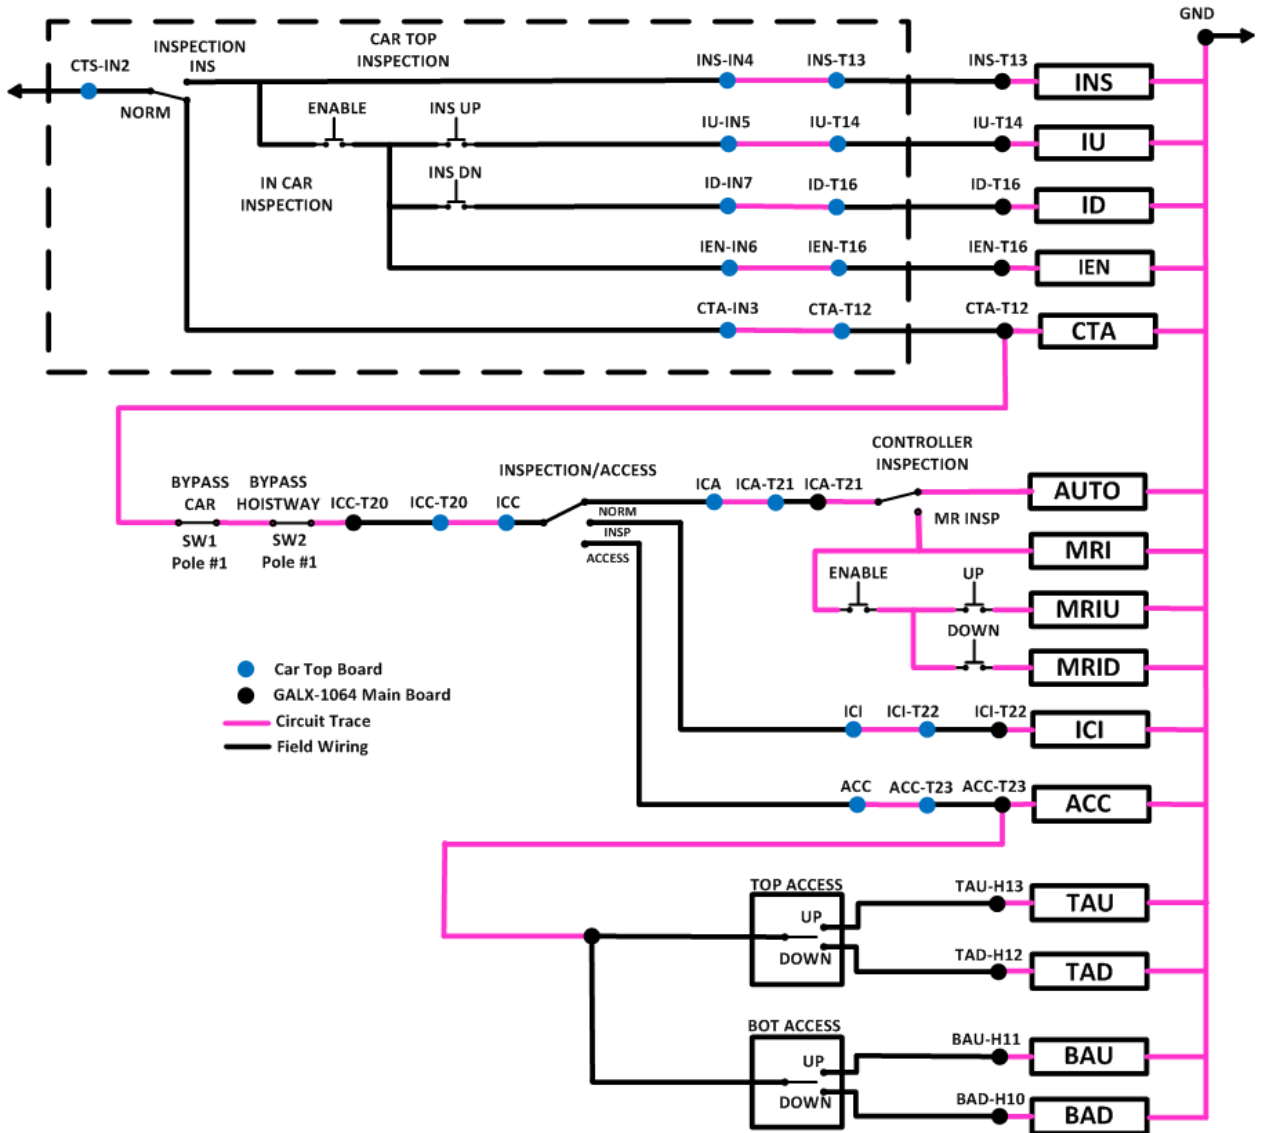 GND
CAR TOP
INSPECTION
INSPECTION
INS
CTS-IN2
NORM
INS-IN4
INS-T13
INS-T13
INS
ENABLE
INS UP
IU-IN5
IU-T14
IU-T14
IU
IN CAR
INSPECTION
INS DN
ID-IN7
ID-T16
ID-T16
ID
IEN-IN6
IEN-T16
IEN-T16
IEN
CTA-IN3
CTA-T12
CTA-T12
CTA
CONTROLLER
INSPECTION
INSPECTION/ACCESS
BYPASS
CAR
BYPASS
HOISTWAY
ICC-T20
ICC-T20
ICC
ICA
ICA-T21
ICA-T21
AUTO
SW1
Pole #1
SW2
Pole #1
NORM
INSP
ACCESS
MR INSP
MRI
ENABLE
UP
MRIU
DOWN
MRID
Car Top Board
GALX-1064 Main Board
Circuit Trace
Field Wiring
ICI
ICI-T22
ICI-T22
ICI
ACC
ACC-T23
ACC-T23
ACC
TOP ACCESS
UP
DOWN
TAU-H13
TAU
TAD-H12
TAD
BOT ACCESS
UP
DOWN
BAU-H11
BAU
BAD-H10
BAD